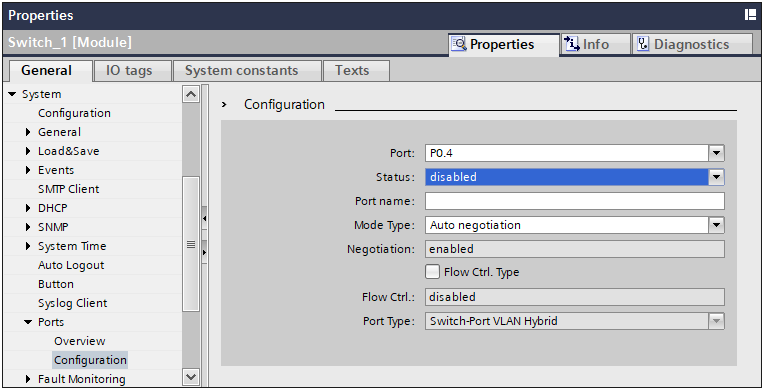 Properties
Switch_1 [Module]
Properties
Info
Diagnostics
General
IO tags
System constants
Texts
System
Configuration
General
Load&Save
Events
SMTP Client
DHCP
SNMP
System Time
Auto Logout
Button
Syslog Client
Ports
Overview
Configuration
Fault Monitoring
Configuration
Port: P0.4
Status: disabled
Port name:
Mode Type: Auto negotiation
Negotiation: enabled
Flow Ctrl. Type
Flow Ctrl.: disabled
Port Type: Switch-Port VLAN Hybrid